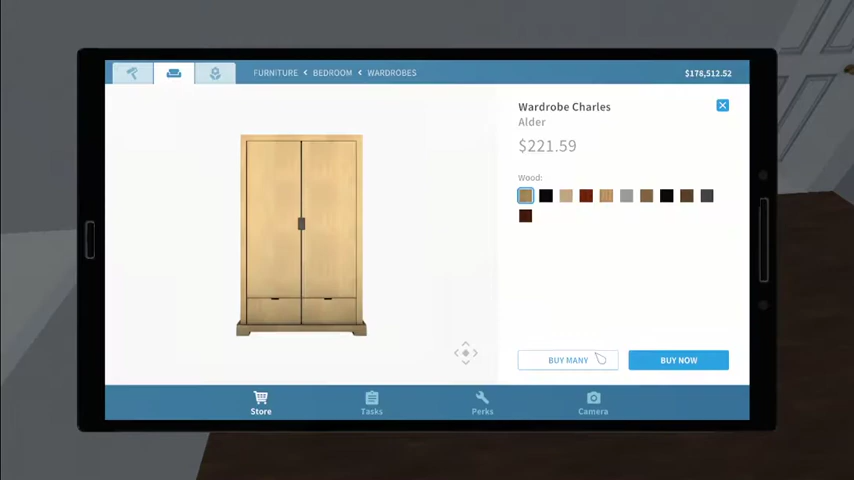 FURNITURE < BEDROOM < WARDROBES
$178,512.52
Wardrobe Charles
Alder
$221.59
Wood:
BUY MANY
BUY NOW
Store
Tasks
Perks
Camera